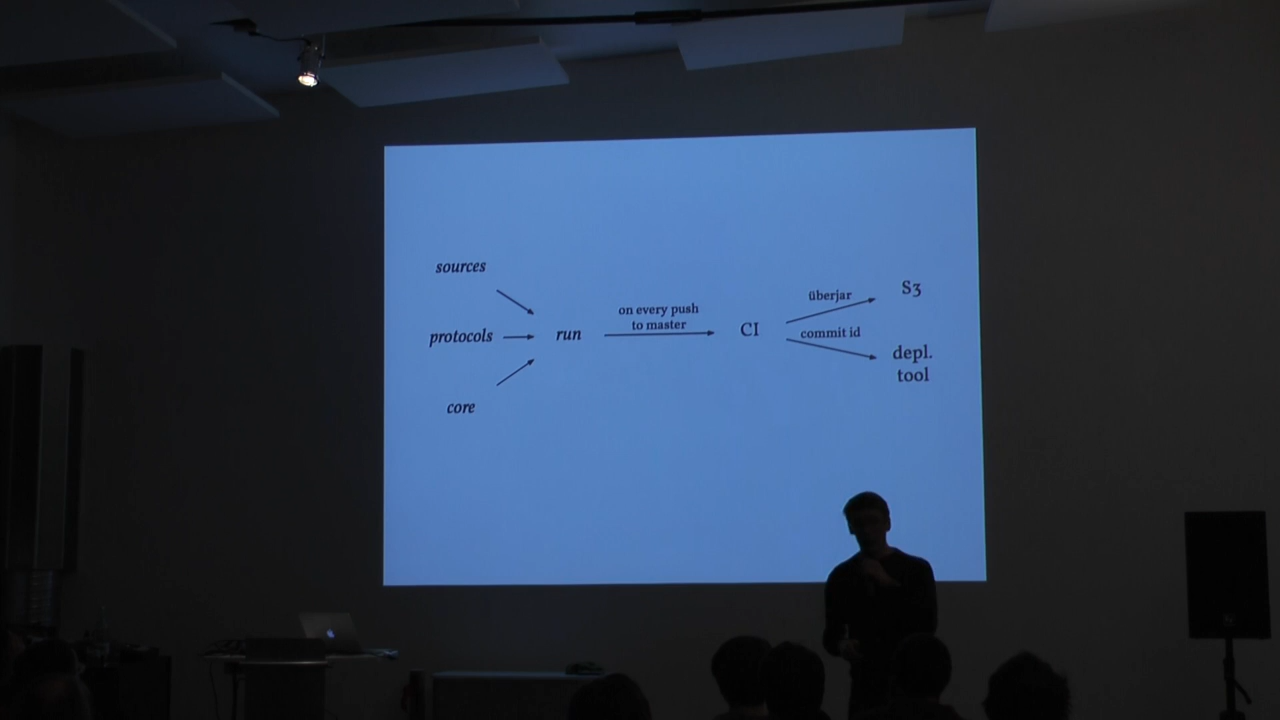 sources
protocols
core
run
on every push
to master
CI
überjar
commit id
S3
depl.
tool